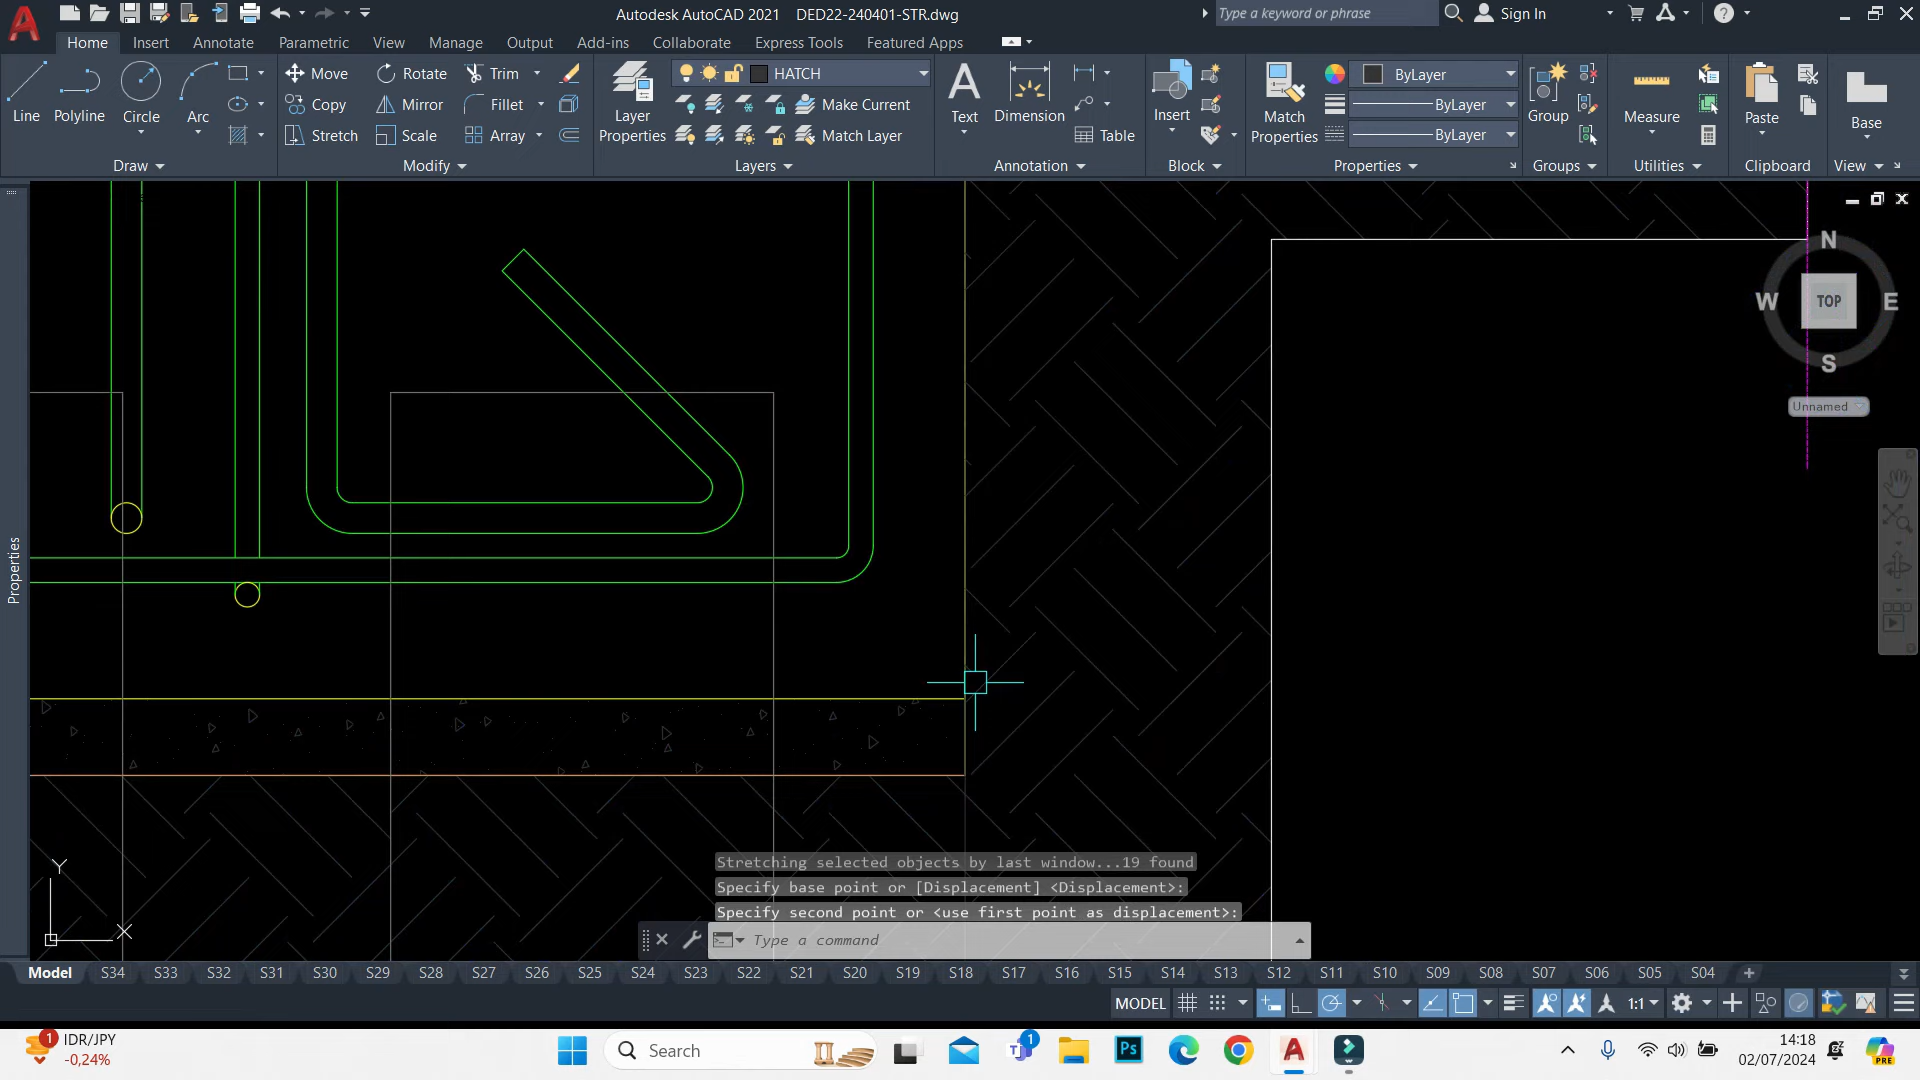 Autodesk AutoCAD 2021 DED22-240401-STR.dwg
Type a keyword or phrase
Sign In
Home Insert Annotate Parametric View Manage Output Add-ins Collaborate Express Tools Featured Apps
Line Polyline Circle Arc
Move Rotate Trim
Copy Mirror Fillet
Stretch Scale Array
Layer Properties
HATCH
Make Current
Match Layer
Text Dimension
Table
Insert
Match Properties
ByLayer
ByLayer
ByLayer
Group
Measure
Paste
Base
Draw Modify Layers Annotation Block Properties Groups Utilities Clipboard View
N
W TOP E
S
Unnamed
Properties
Y
X
Stretching selected objects by last window...19 found
Specify base point or [Displacement] <Displacement>:
Specify second point or <use first point as displacement>:
Type a command
Model S34 S33 S32 S31 S30 S29 S28 S27 S26 S25 S24 S23 S22 S21 S20 S19 S18 S17 S16 S15 S14 S13 S12 S11 S10 S09 S08 S07 S06 S05 S04
MODEL 1:1
1 IDR/JPY
-0,24%
Search
1
Ps
14:18
02/07/2024
PRE